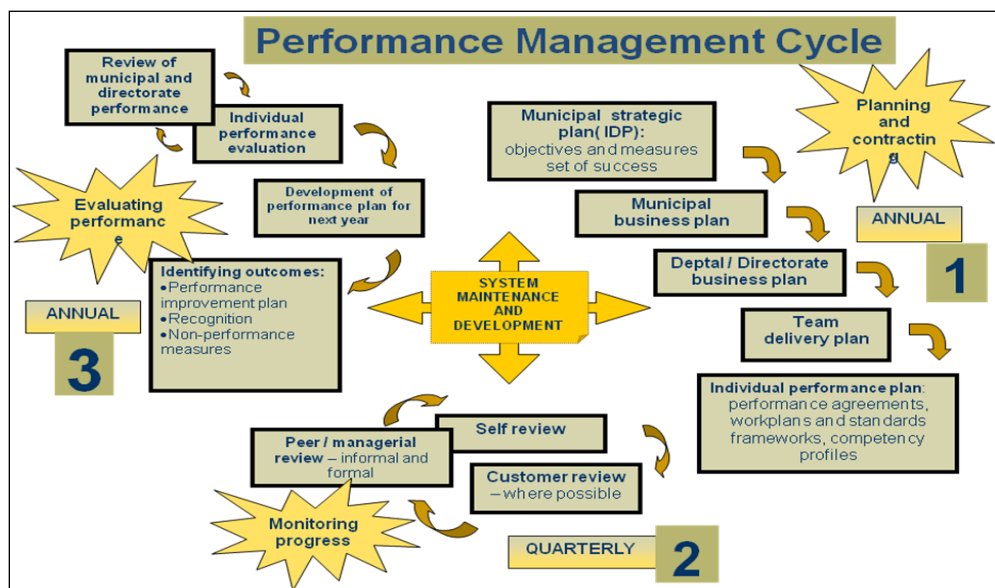 Performance Management Cycle
Review of
municipal and
directorate
performance
Individual
performance
evaluation
Development of
performance plan for
next year
Evaluating
performanc
e
Identifying outcomes:
•Performance
improvement plan
•Recognition
•Non-performance
measures
ANNUAL
3
Municipal strategic
plan( IDP):
objectives and measures
set of success
Planning
and
contractin
g
Municipal
business plan
ANNUAL
1
Deptal / Directorate
business plan
Team
delivery plan
Individual performance plan:
performance agreements,
workplans and standards
frameworks, competency
profiles
SYSTEM
MAINTENANCE
AND
DEVELOPMENT
Self review
Peer / managerial
review – informal and
formal
Customer review
– where possible
Monitoring
progress
QUARTERLY
2